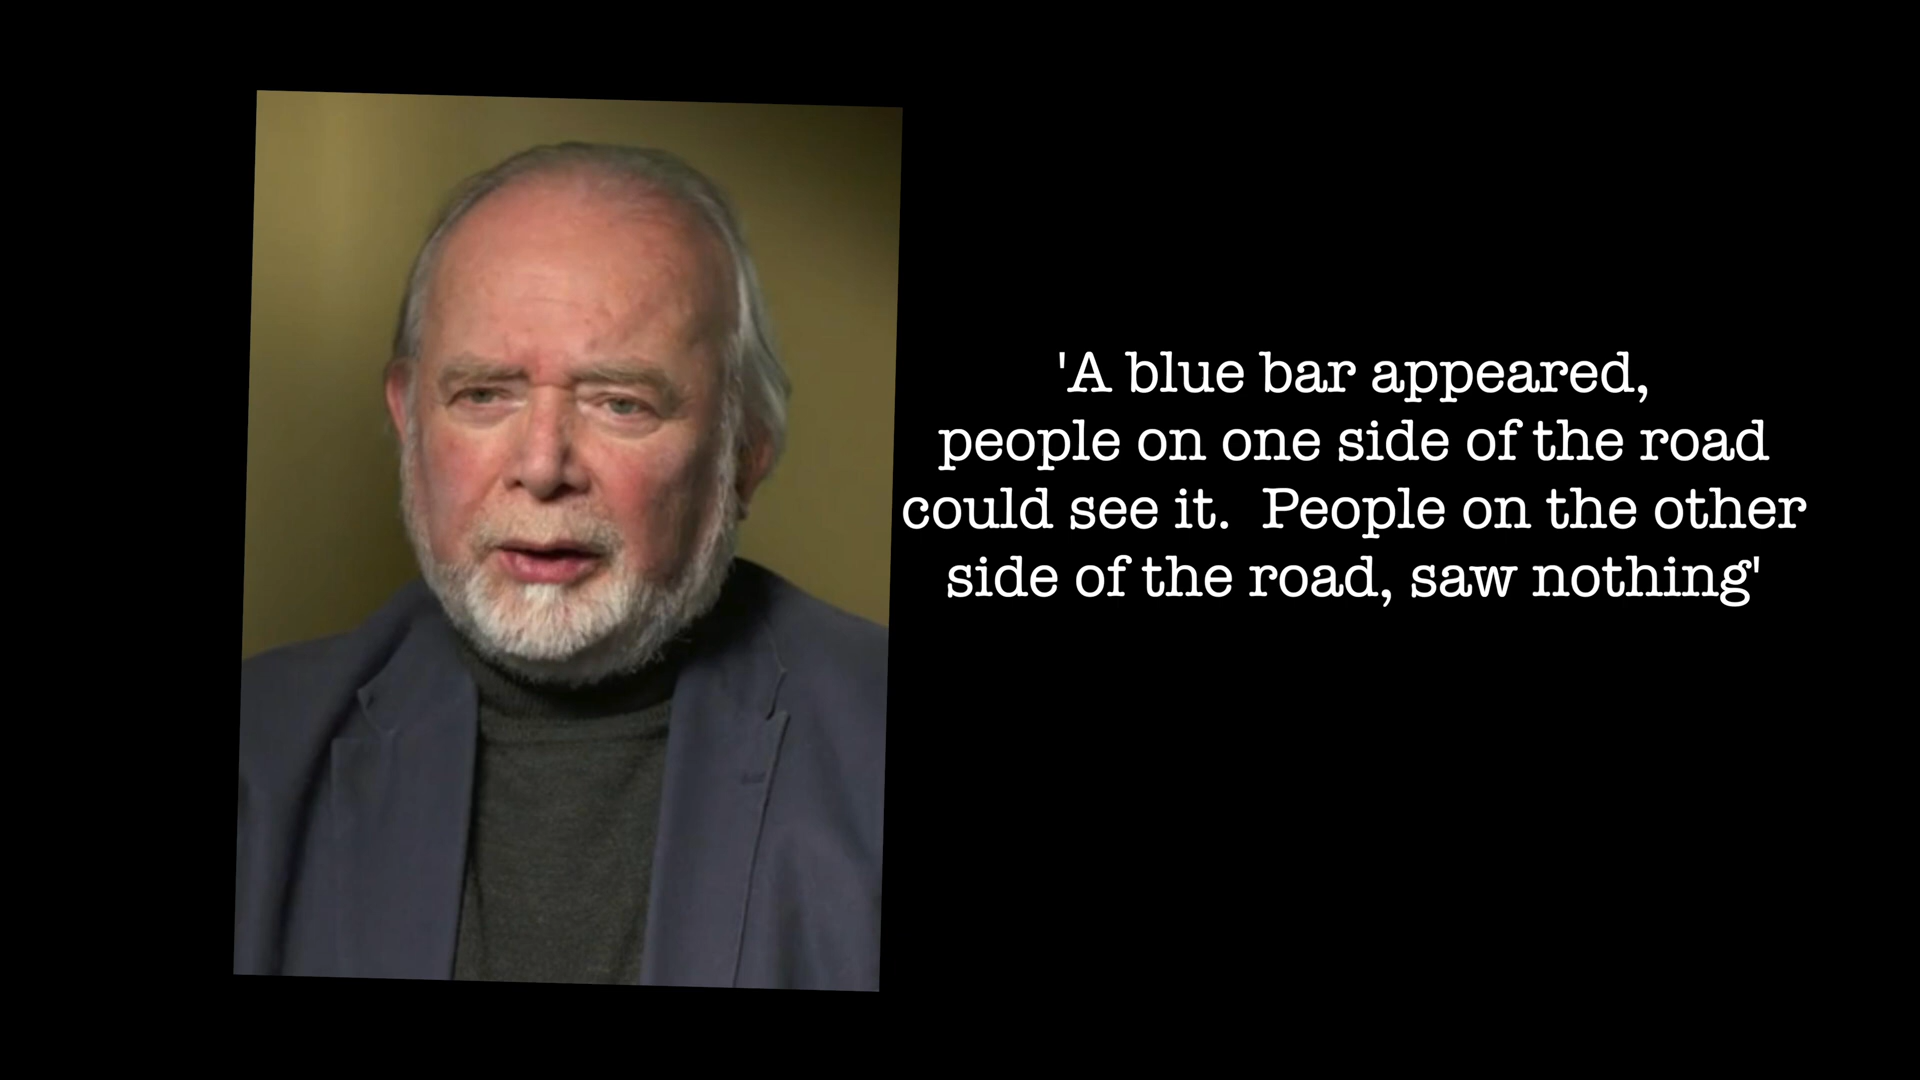 'A blue bar appeared,
people on one side of the road
could see it.  People on the other
side of the road, saw nothing'